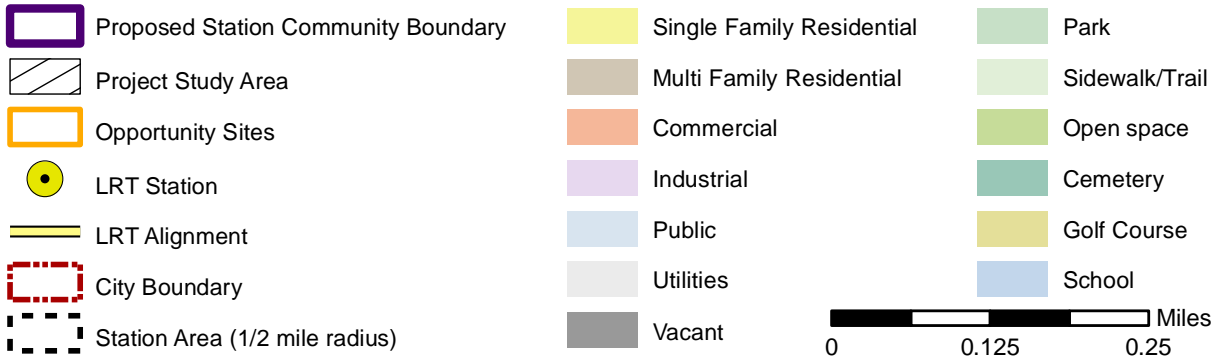 Proposed Station Community Boundary
Project Study Area
Opportunity Sites
LRT Station
LRT Alignment
City Boundary
Station Area (1/2 mile radius)
Single Family Residential
Multi Family Residential
Commercial
Industrial
Public
Utilities
Vacant
Park
Sidewalk/Trail
Open space
Cemetery
Golf Course
School
Miles
0 0.125 0.25